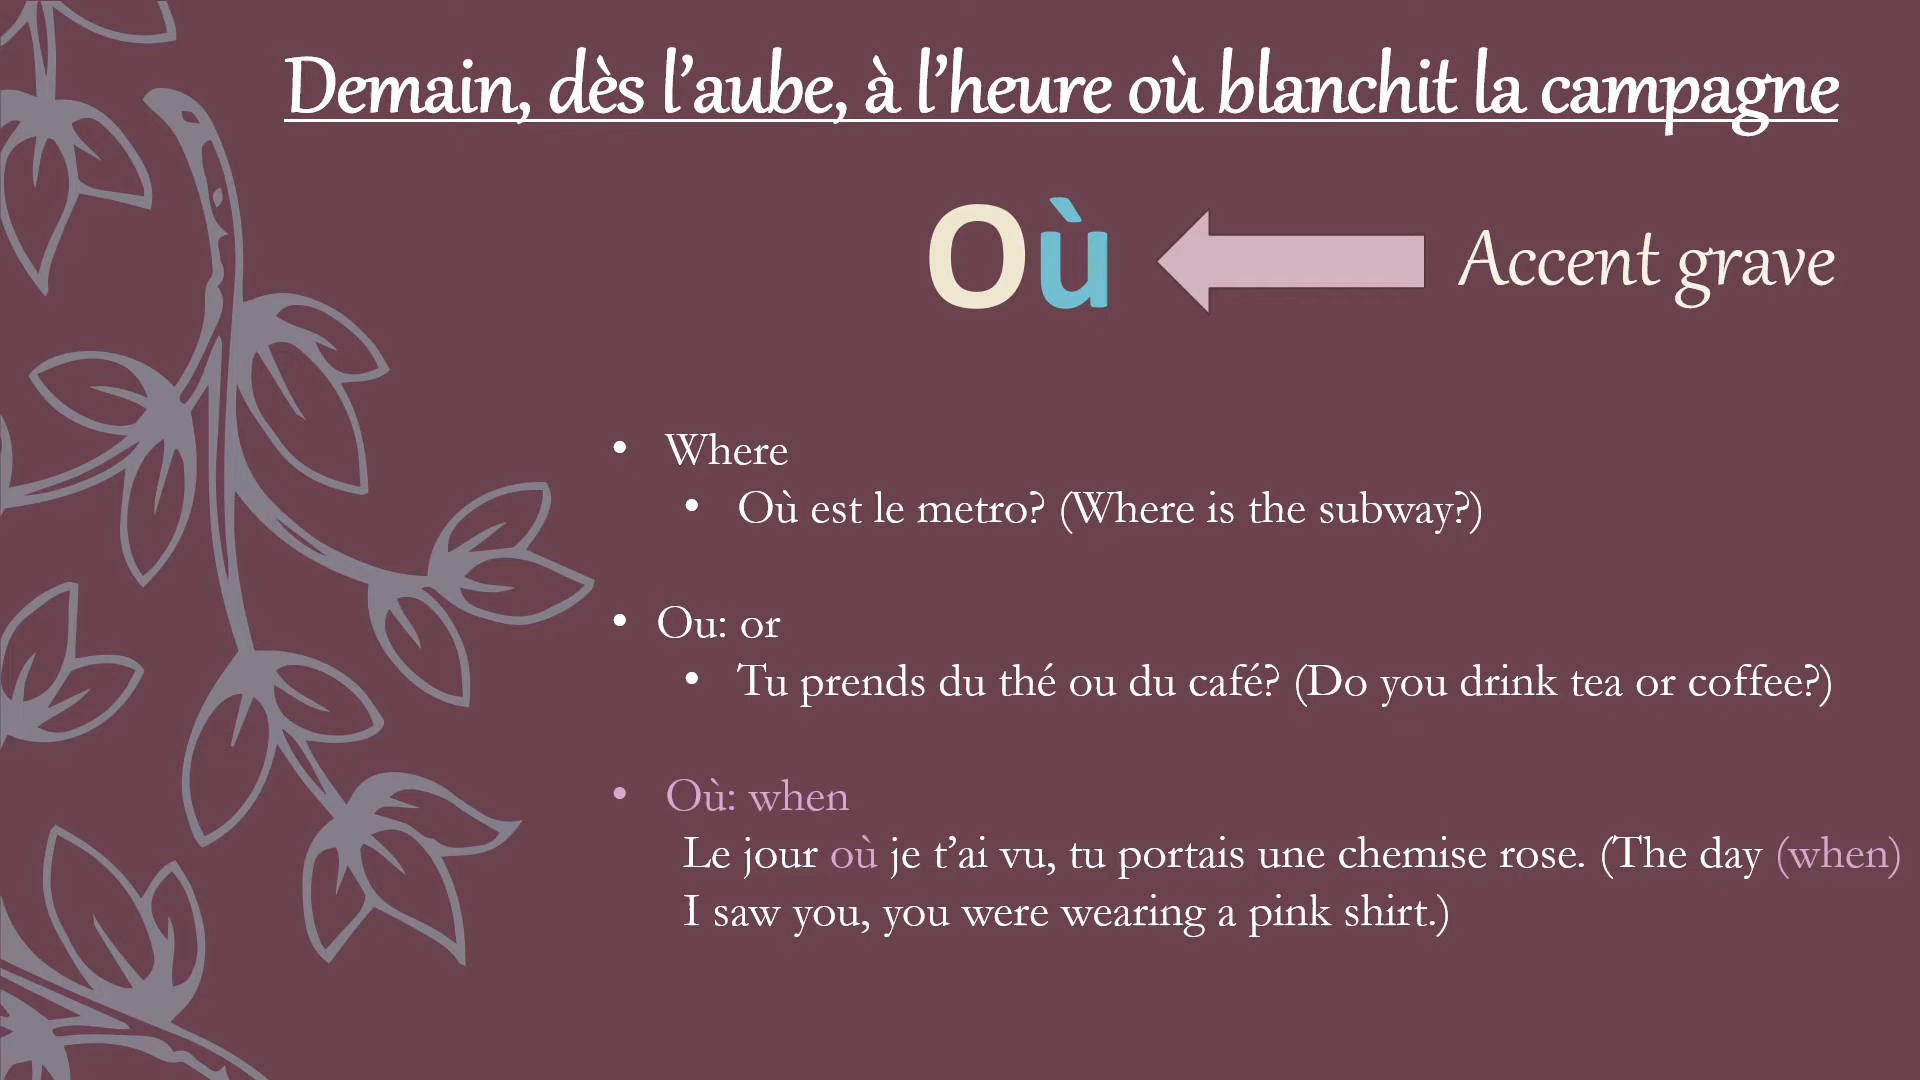 Demain, dès l’aube, à l’heure où blanchit la campagne
Où
Accent grave
• Where
• Où est le metro? (Where is the subway?)
• Ou: or
• Tu prends du thé ou du café? (Do you drink tea or coffee?)
• Où: when
Le jour où je t’ai vu, tu portais une chemise rose. (The day (when)
I saw you, you were wearing a pink shirt.)